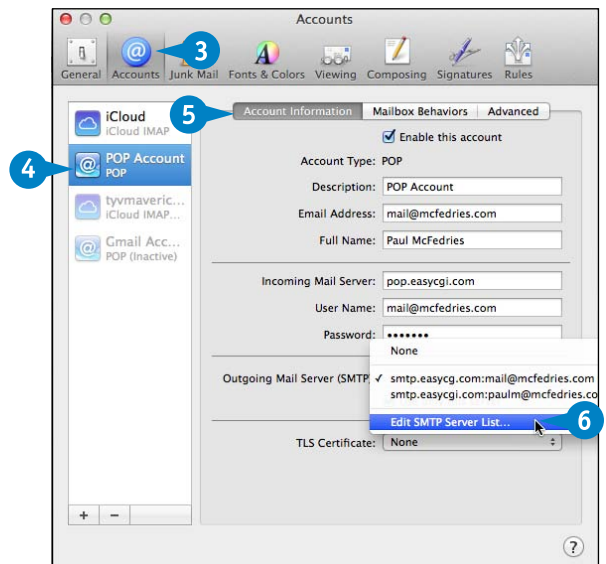 Accounts
3
General Accounts Junk Mail Fonts & Colors Viewing Composing Signatures Rules
iCloud
iCloud IMAP
4
POP Account
POP
tyvmaveric...
iCloud IMAP...
Gmail Acc...
POP (Inactive)
+ −
5
Account Information Mailbox Behaviors Advanced
Enable this account
Account Type: POP
Description: POP Account
Email Address: mail@mcfedries.com
Full Name: Paul McFedries
Incoming Mail Server: pop.easycgi.com
User Name: mail@mcfedries.com
Password: •••••••
None
Outgoing Mail Server (SMTP ✓ smtp.easycg.com:mail@mcfedries.com
smtp.easycgi.com:paulm@mcfedries.co
Edit SMTP Server List...
6
TLS Certificate: None
?